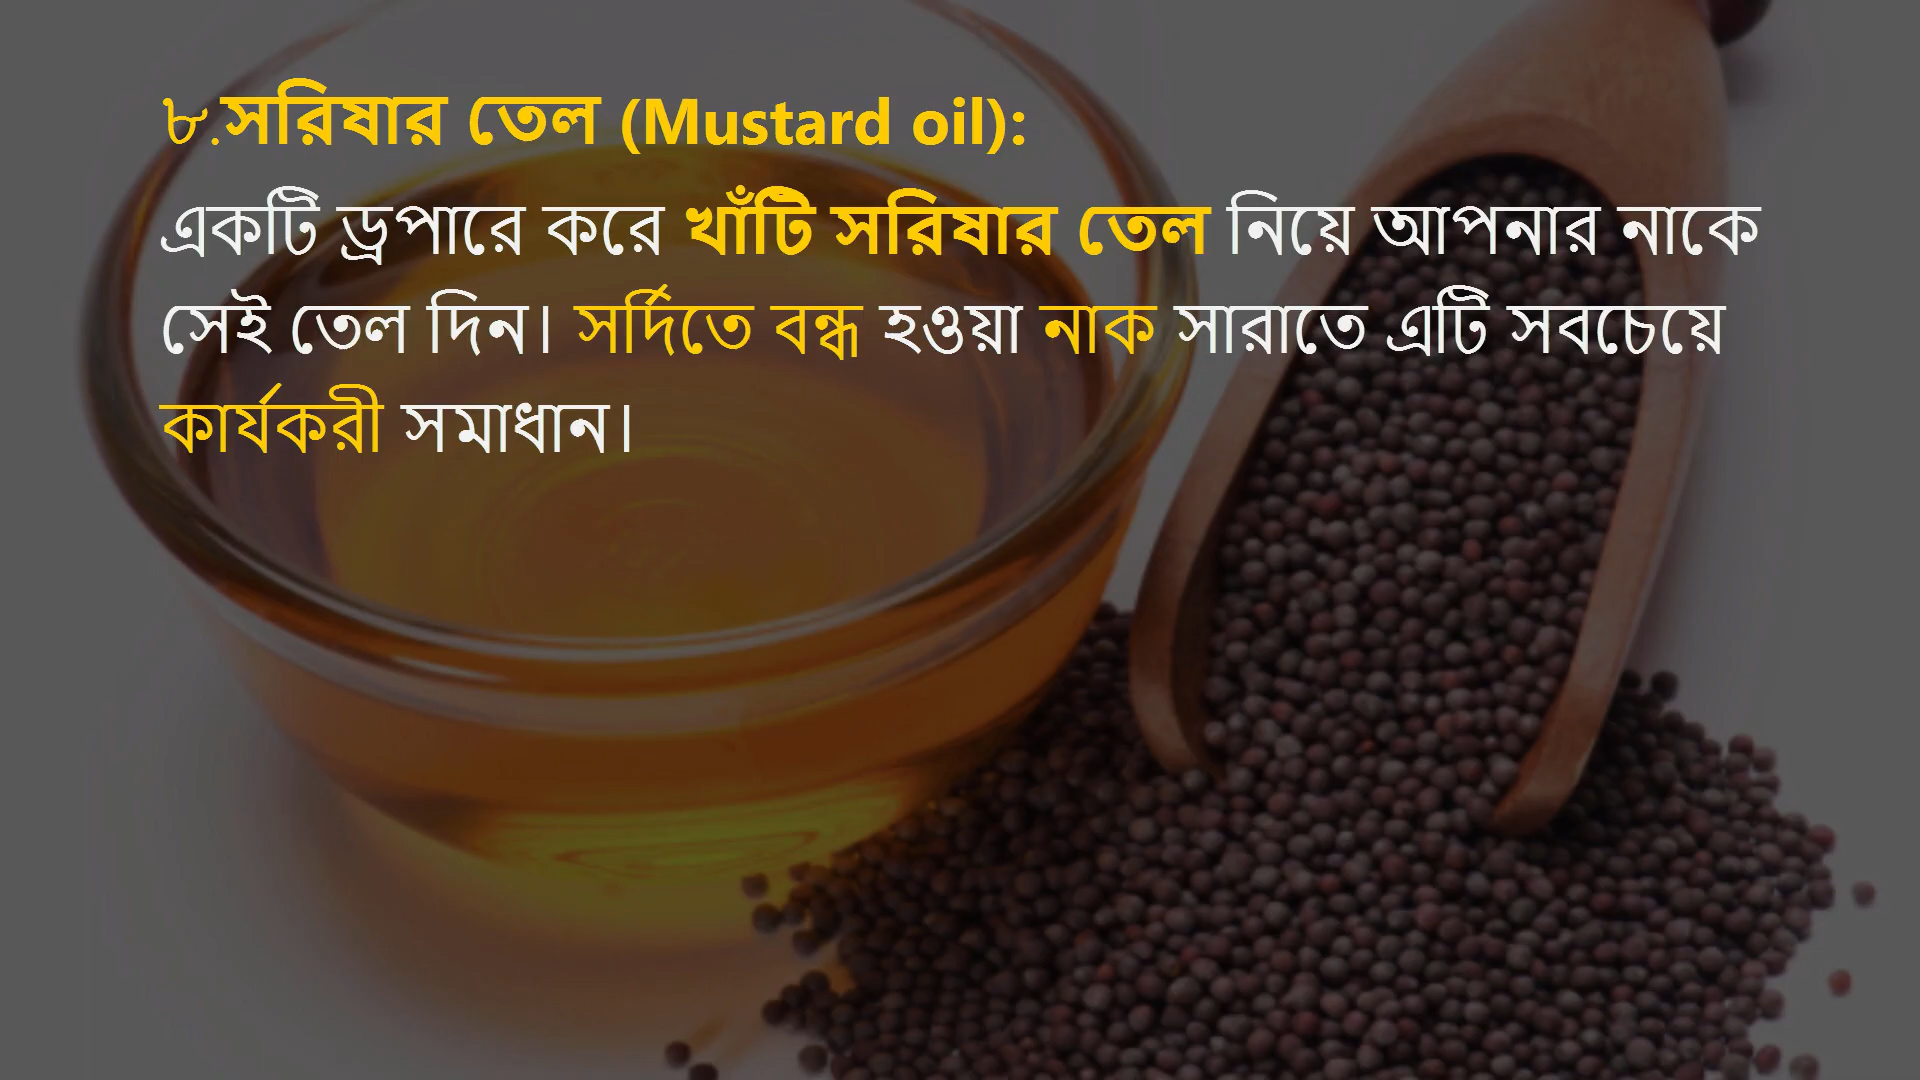 ৮.সরিষার তেল (Mustard oil):
একটি ড্রপারে করে খাঁটি সরিষার তেল নিয়ে আপনার নাকে
সেই তেল দিন। সর্দিতে বন্ধ হওয়া নাক সারাতে এটি সবচেয়ে
কার্যকরী সমাধান।